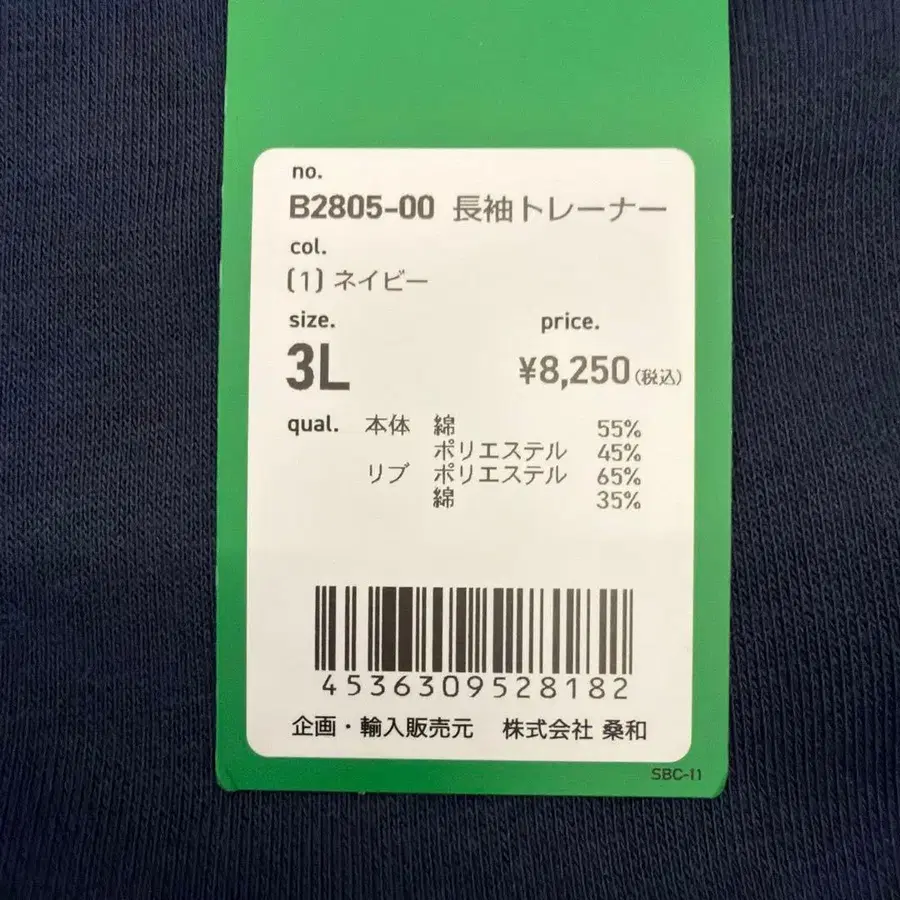 no.
B2805-00 長袖トレーナー
col.
(1) ネイビー
size. price.
3L ¥8,250(税込)
qual. 本体 綿 55%
ポリエステル 45%
リブ ポリエステル 65%
綿 35%
4536309528182
企画・輸入販売元 株式会社 桑和
SBC-11